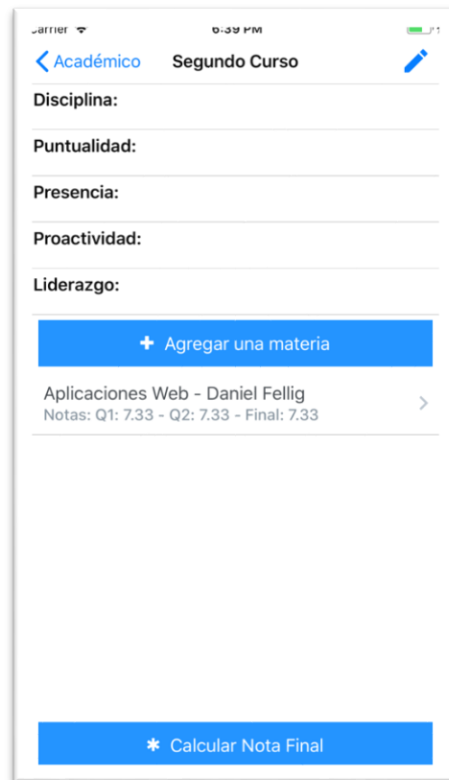 6:39 PM
Académico Segundo Curso
Disciplina:
Puntualidad:
Presencia:
Proactividad:
Liderazgo:
+ Agregar una materia
Aplicaciones Web - Daniel Fellig
Notas: Q1: 7.33 - Q2: 7.33 - Final: 7.33
* Calcular Nota Final